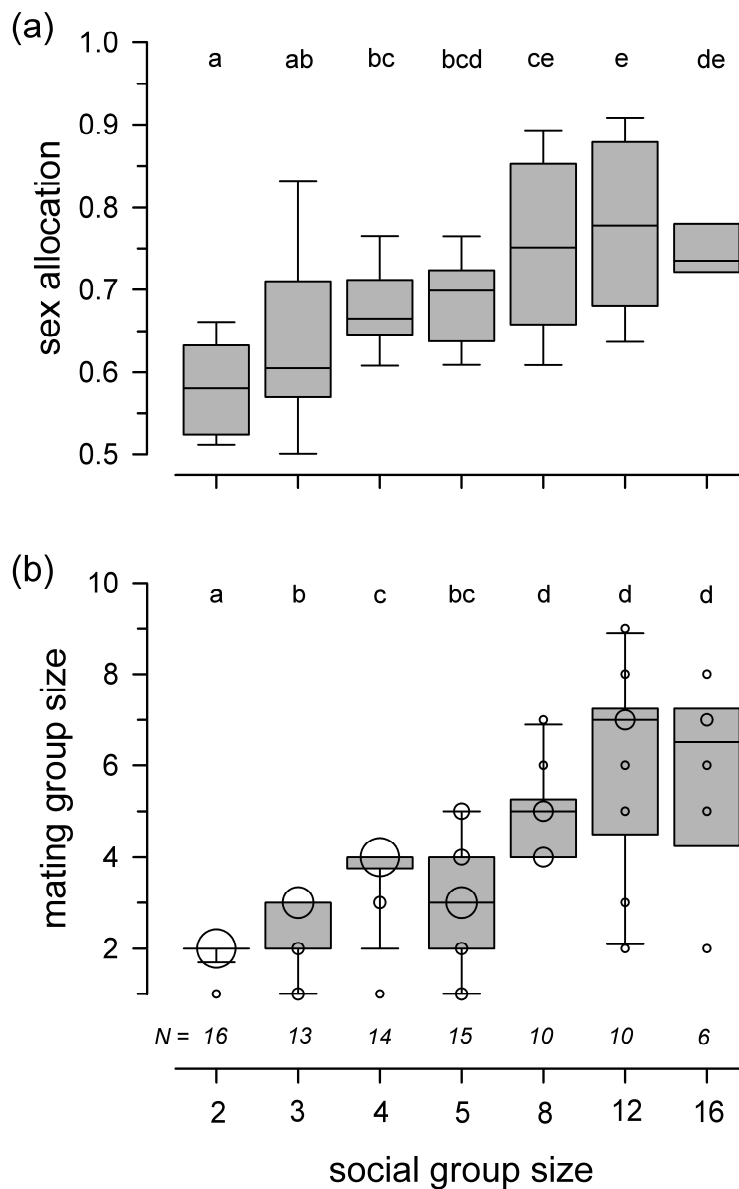 (a)
1.0
a ab bc bcd ce e de
0.9
0.8
0.7
0.6
0.5
sex allocation
(b)
10
a b c bc d d d
8
6
4
2
mating group size
N = 16 13 14 15 10 10 6
2 3 4 5 8 12 16
social group size